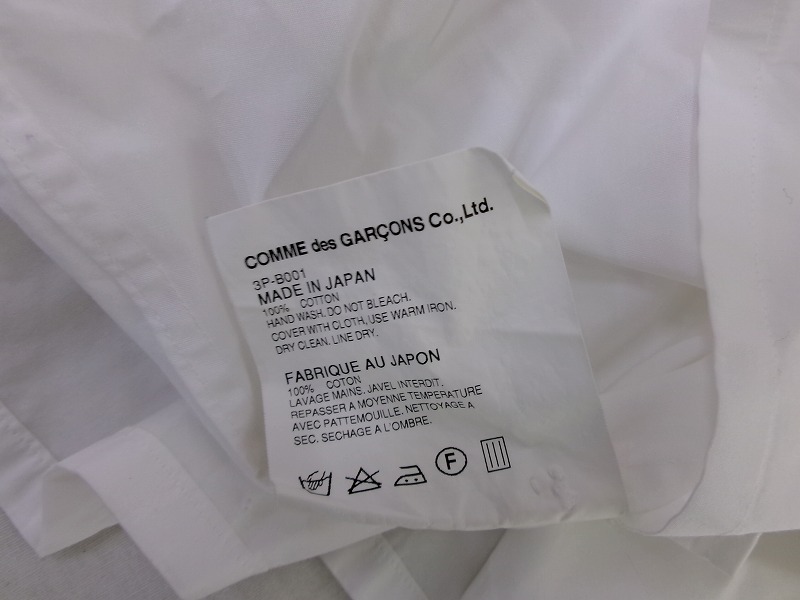 COMME des GARÇONS Co.,Ltd.
3P-B001
MADE IN JAPAN
100% COTTON
HAND WASH. DO NOT BLEACH.
COVER WITH CLOTH, USE WARM IRON.
DRY CLEAN. LINE DRY.
FABRIQUE AU JAPON
100% COTON
LAVAGE MAINS. JAVEL INTERDIT.
REPASSER A MOYENNE TEMPERATURE
AVEC PATTEMOUILLE. NETTOYAGE A
SEC. SECHAGE A L'OMBRE.
F